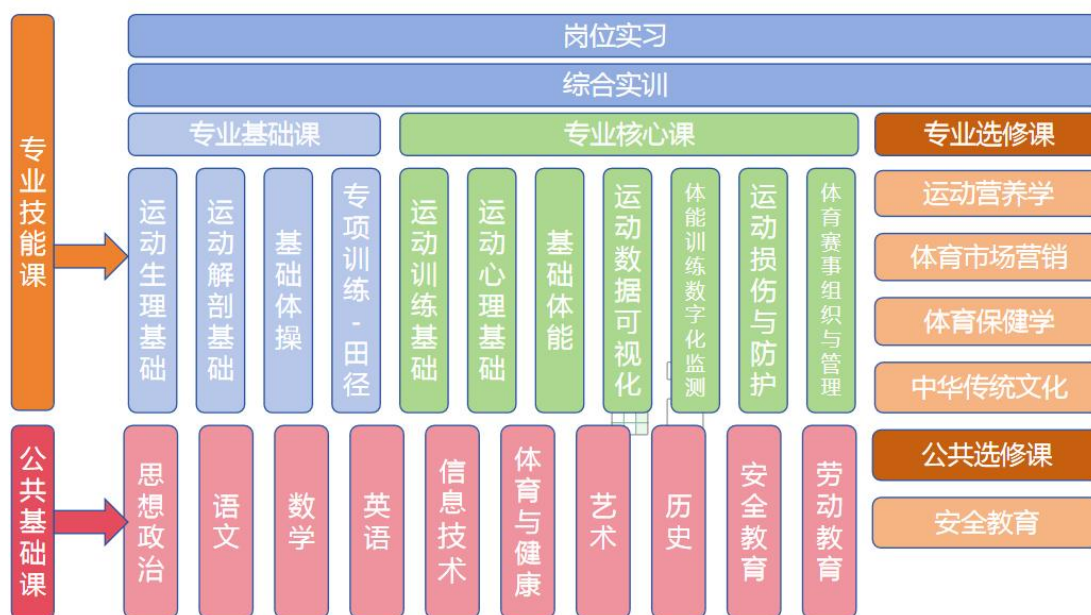 岗位实习
综合实训
专业技能课
专业基础课
专业核心课
专业选修课
运动生理基础
运动解剖基础
基础体操
专项训练-田径
运动训练基础
运动心理基础
基础体能
运动数据可视化
体能训练数字化监测
运动损伤与防护
体育赛事组织与管理
运动营养学
体育市场营销
体育保健学
中华传统文化
公共基础课
思想政治
语文
数学
英语
信息技术
体育与健康
艺术
历史
安全教育
劳动教育
公共选修课
安全教育